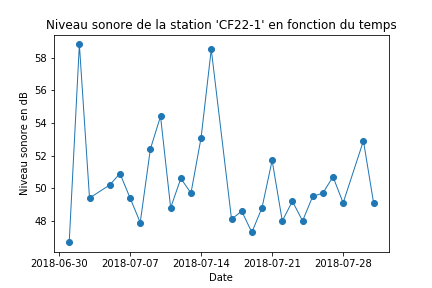 Niveau sonore de la station 'CF22-1' en fonction du temps
58
56
54
52
50
48
Niveau sonore en dB
2018-06-30 2018-07-07 2018-07-14 2018-07-21 2018-07-28
Date